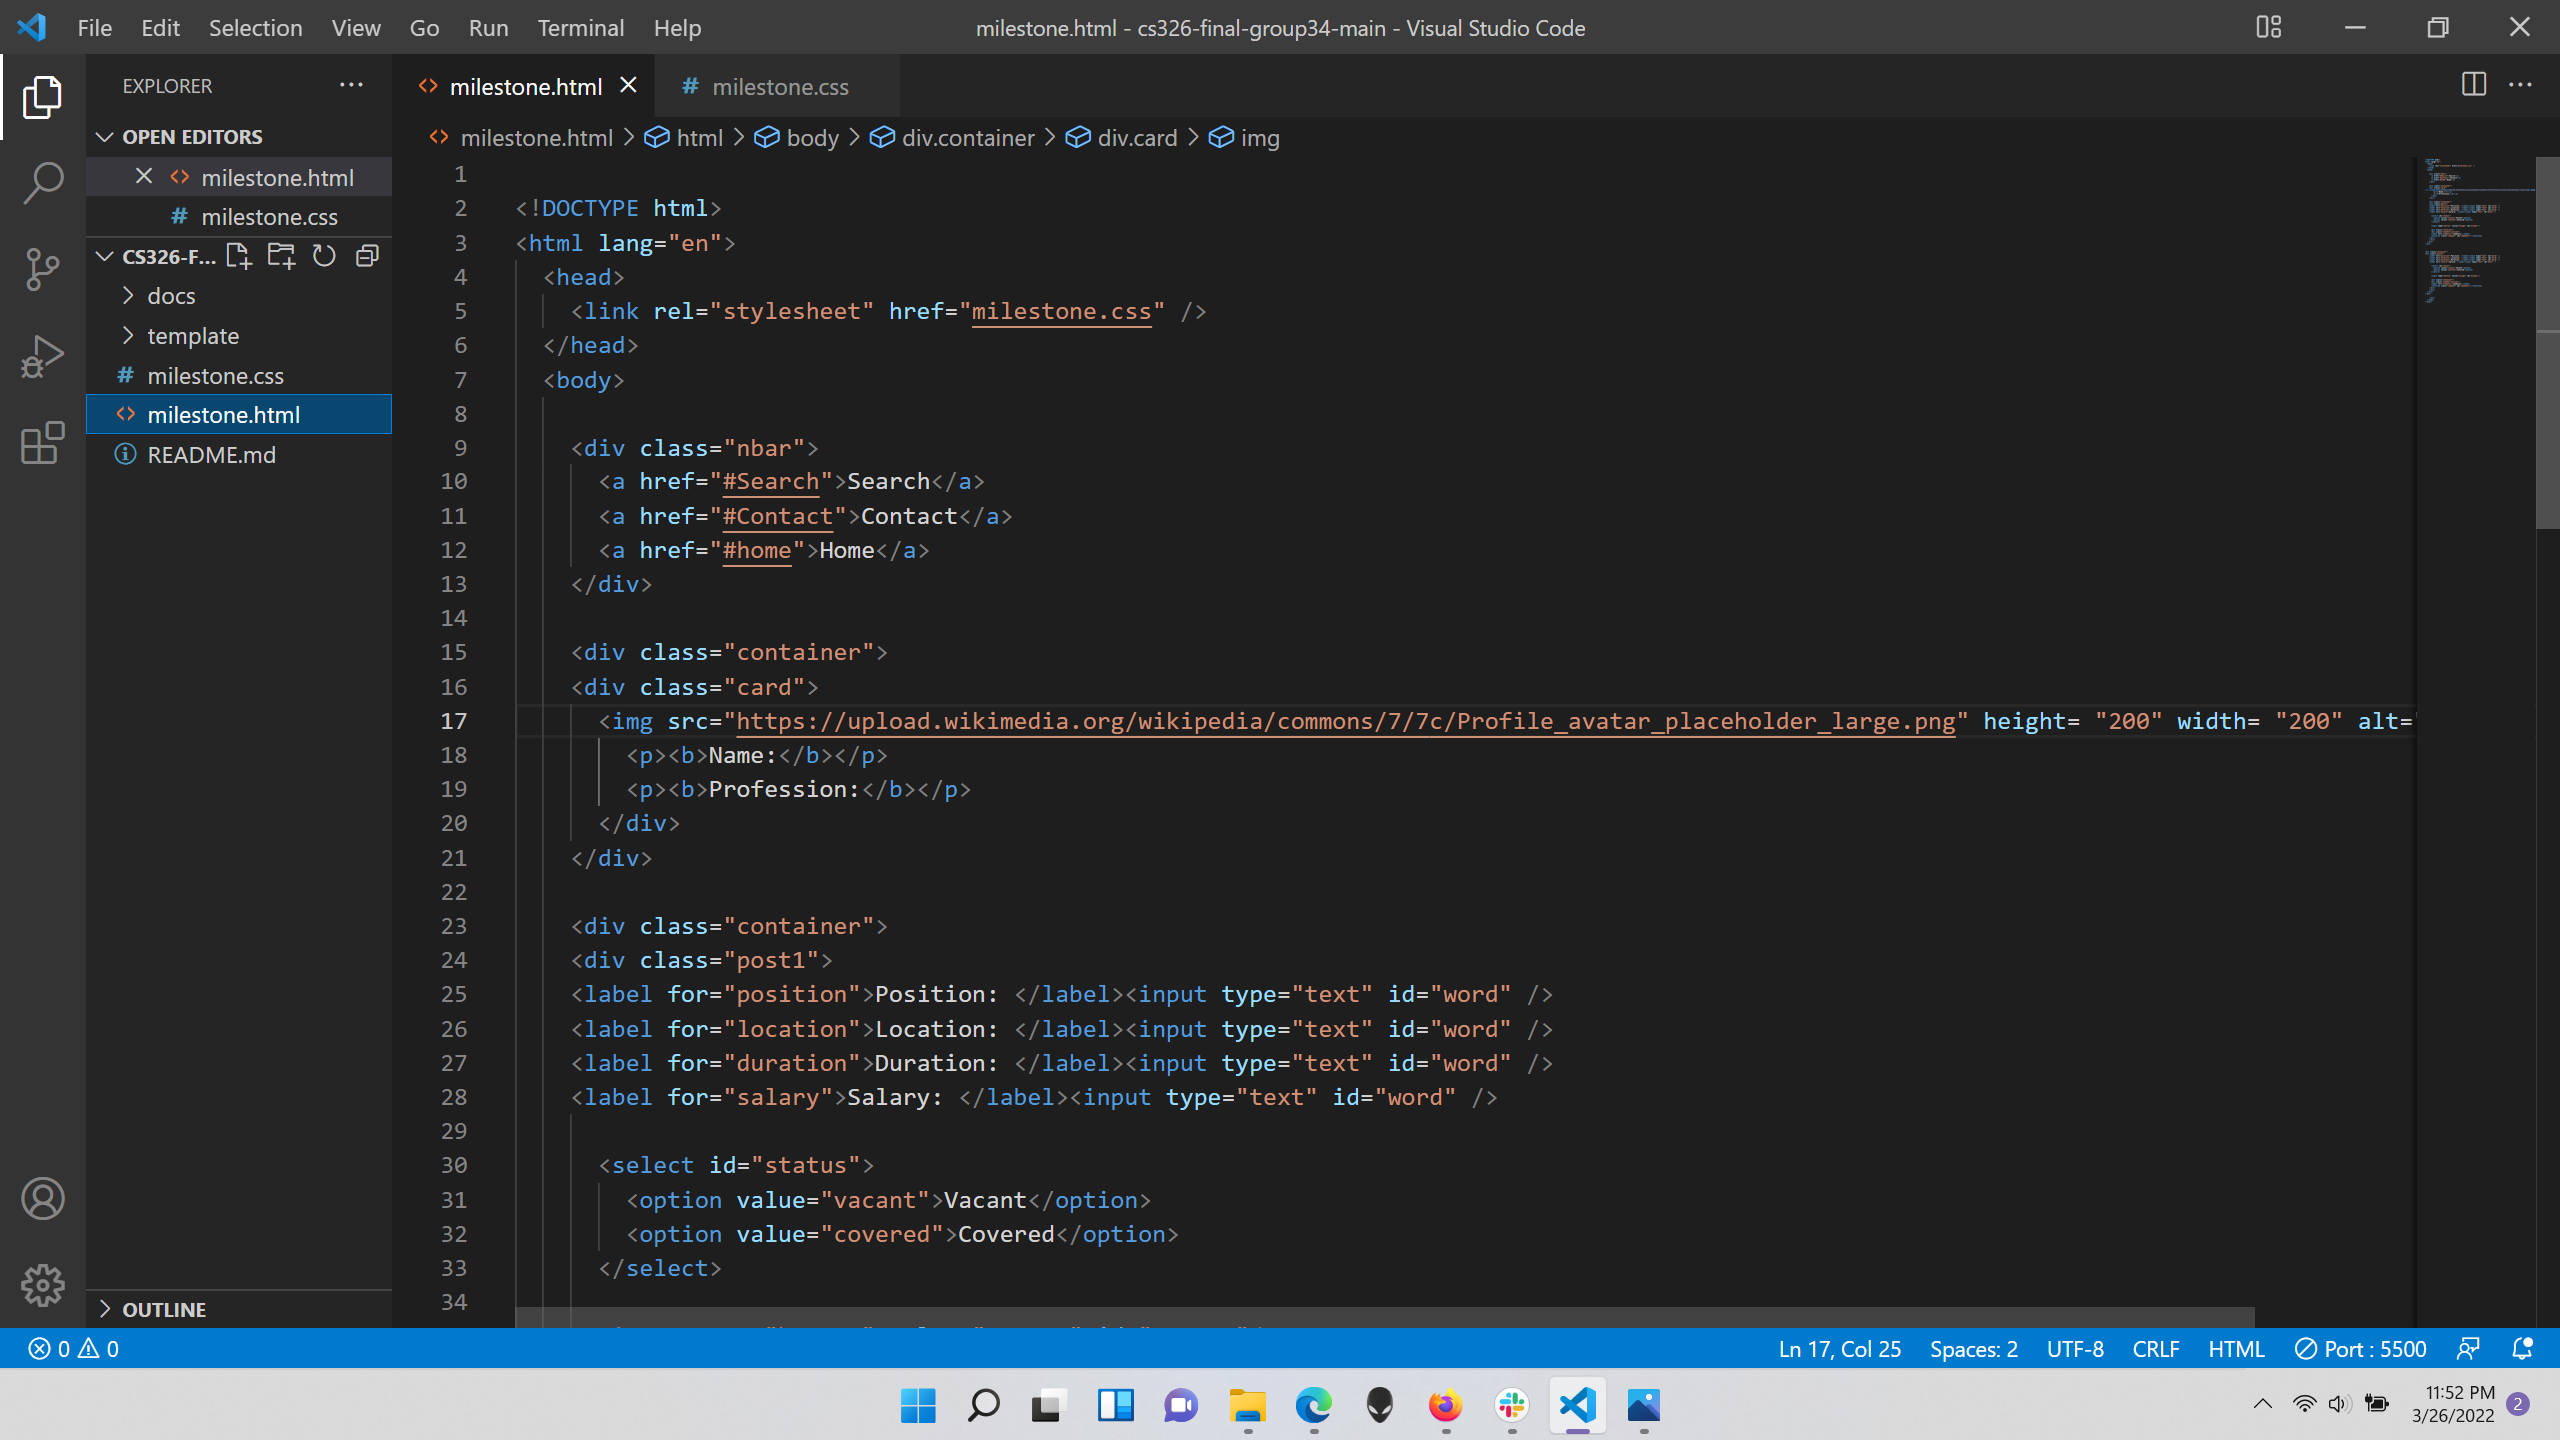 File Edit Selection View Go Run Terminal Help
milestone.html - cs326-final-group34-main - Visual Studio Code
EXPLORER
milestone.html
# milestone.css
OPEN EDITORS
milestone.html > html > body > div.container > div.card > img
milestone.html
# milestone.css
CS326-F...
docs
template
# milestone.css
milestone.html
README.md
OUTLINE
1
2 <!DOCTYPE html>
3 <html lang="en">
4 <head>
5 <link rel="stylesheet" href="milestone.css" />
6 </head>
7 <body>
8
9 <div class="nbar">
10 <a href="#Search">Search</a>
11 <a href="#Contact">Contact</a>
12 <a href="#home">Home</a>
13 </div>
14
15 <div class="container">
16 <div class="card">
17 <img src="https://upload.wikimedia.org/wikipedia/commons/7/7c/Profile_avatar_placeholder_large.png" height= "200" width= "200" alt=
18 <p><b>Name:</b></p>
19 <p><b>Profession:</b></p>
20 </div>
21 </div>
22
23 <div class="container">
24 <div class="post1">
25 <label for="position">Position: </label><input type="text" id="word" />
26 <label for="location">Location: </label><input type="text" id="word" />
27 <label for="duration">Duration: </label><input type="text" id="word" />
28 <label for="salary">Salary: </label><input type="text" id="word" />
29
30 <select id="status">
31 <option value="vacant">Vacant</option>
32 <option value="covered">Covered</option>
33 </select>
34
0 0
Ln 17, Col 25 Spaces: 2 UTF-8 CRLF HTML Port : 5500
11:52 PM
3/26/2022
2